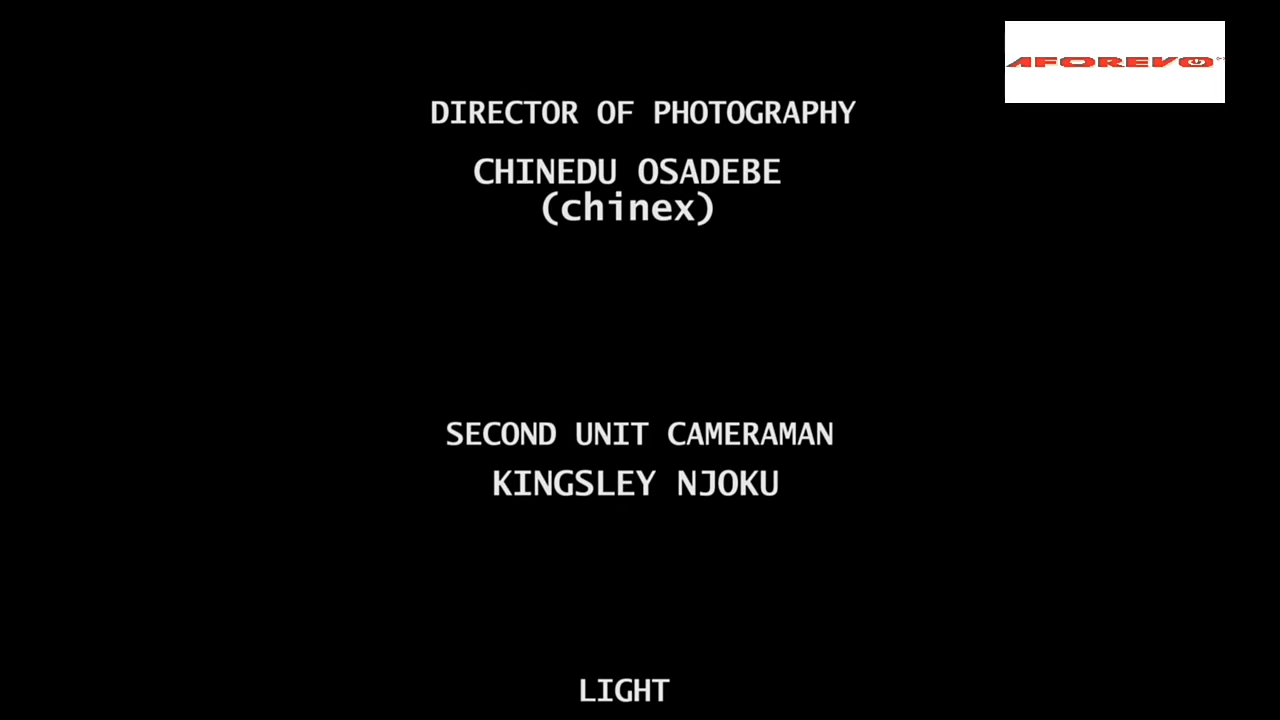 AFOREVO
DIRECTOR OF PHOTOGRAPHY
CHINEDU OSADEBE
(chinex)
SECOND UNIT CAMERAMAN
KINGSLEY NJOKU
LIGHT